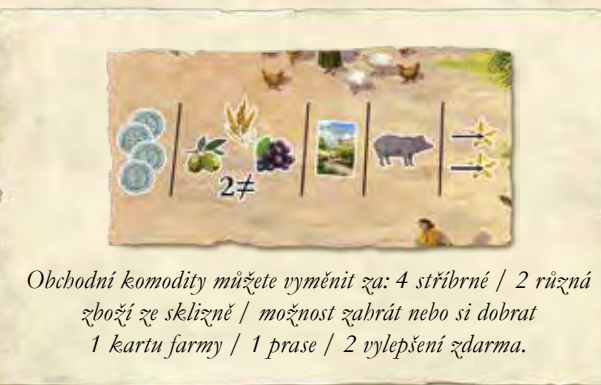 2≠
Obchodní komodity můžete vyměnit za: 4 stříbrné / 2 různá
zboží ze sklizně / možnost zahrát nebo si dobrat
1 kartu farmy / 1 prase / 2 vylepšení zdarma.